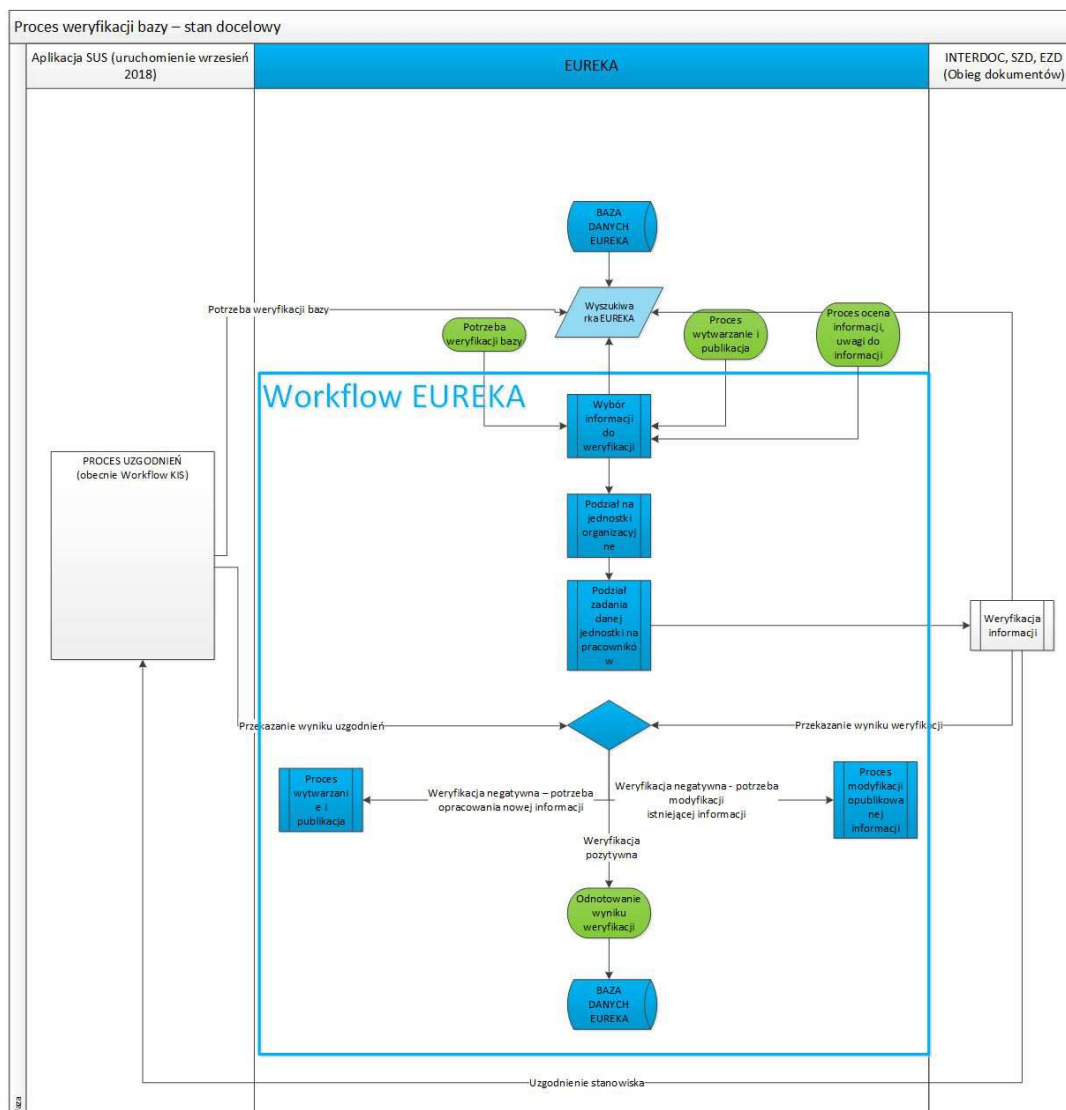 Proces weryfikacji bazy – stan docelowy
Aplikacja SUS (uruchomienie wrzesień
2018)
EUREKA
INTERDOC, SZD, EZD
(Obieg dokumentów)
BAZA
DANYCH
EUREKA
Potrzeba weryfikacji bazy
Wyszukiwa
rka EUREKA
Potrzeba
weryfikacji bazy
Proces
wytwarzanie i
publikacja
Proces ocena
informacji,
uwagi do
informacji
Workflow EUREKA
Wybór
informacji
do
weryfikacji
PROCES UZGODNIEŃ
(obecnie Workflow KIS)
Podział na
jednostki
organizacyj
ne
Podział
zadania
danej
jednostki na
pracownikó
w
Weryfikacja
informacji
Przekazanie wyniku uzgodnień
Przekazanie wyniku weryfikacji
Proces
wytwarzani
e i
publikacja
Weryfikacja negatywna – potrzeba
opracowania nowej informacji
Weryfikacja negatywna - potrzeba
modyfikacji
istniejącej informacji
Proces
modyfikacji
opublikowa
nej
informacji
Weryfikacja
pozytywna
Odnotowanie
wyniku
weryfikacji
BAZA
DANYCH
EUREKA
Uzgodnienie stanowiska